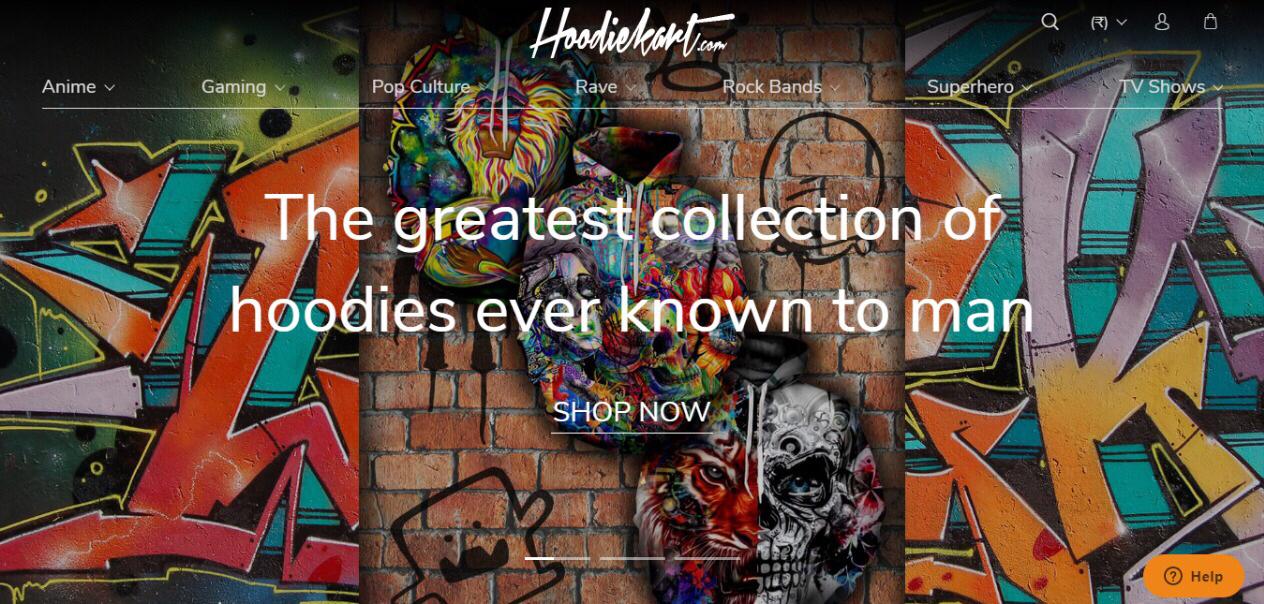 Hoodiekart.com
(₹)
Anime
Gaming
Pop Culture
Rave
Rock Bands
Superhero
TV Shows
The greatest collection of
hoodies ever known to man
SHOP NOW
Help